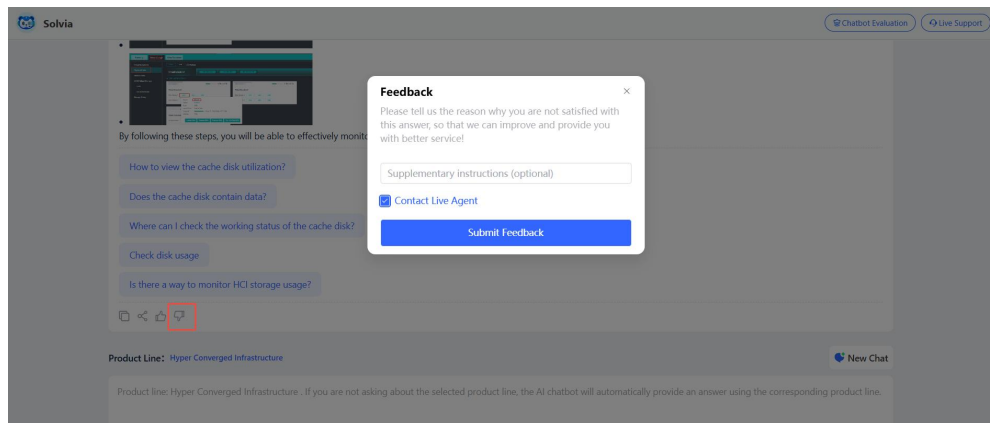 Solvia
Chatbot Evaluation
Live Support
By following these steps, you will be able to effectively monito
How to view the cache disk utilization?
Does the cache disk contain data?
Where can I check the working status of the cache disk?
Check disk usage
Is there a way to monitor HCI storage usage?
Feedback
Please tell us the reason why you are not satisfied with
this answer, so that we can improve and provide you
with better service!
Supplementary instructions (optional)
Contact Live Agent
Submit Feedback
Product Line: Hyper Converged Infrastructure
New Chat
Product line: Hyper Converged Infrastructure . If you are not asking about the selected product line, the AI chatbot will automatically provide an answer using the corresponding product line.